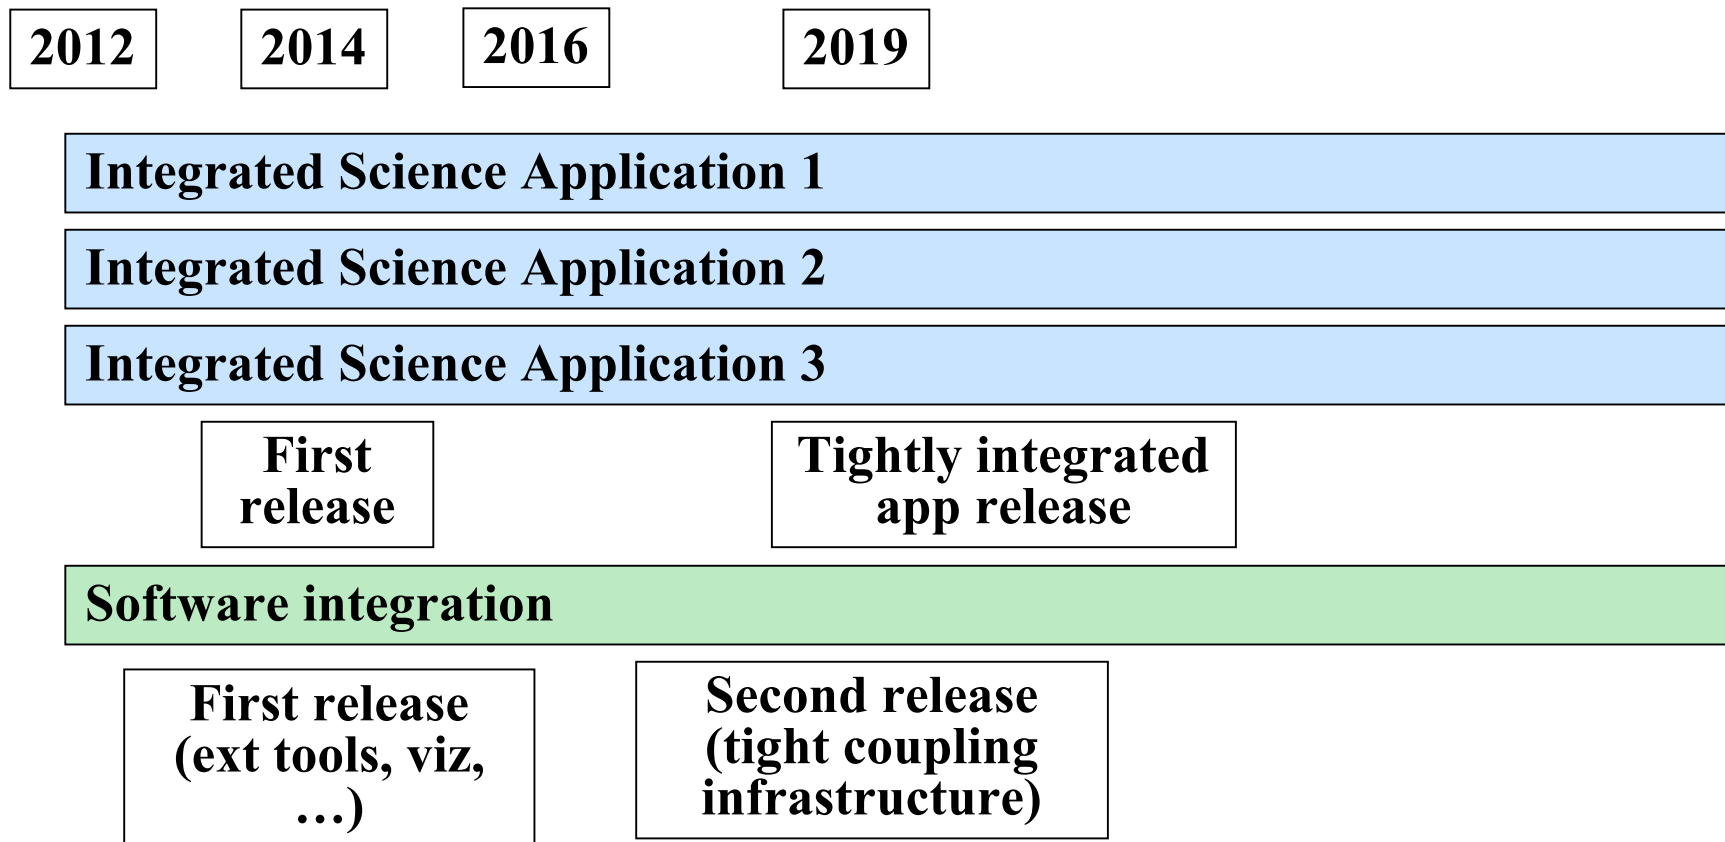 2012 2014 2016 2019
Integrated Science Application 1
Integrated Science Application 2
Integrated Science Application 3
First
release
Tightly integrated
app release
Software integration
First release
(ext tools, viz,
…)
Second release
(tight coupling
infrastructure)